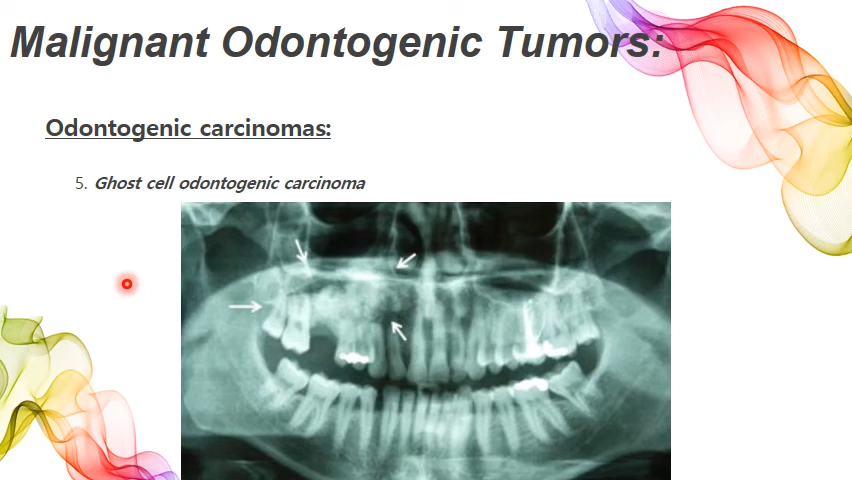 Malignant Odontogenic Tumors:
Odontogenic carcinomas:
5. Ghost cell odontogenic carcinoma